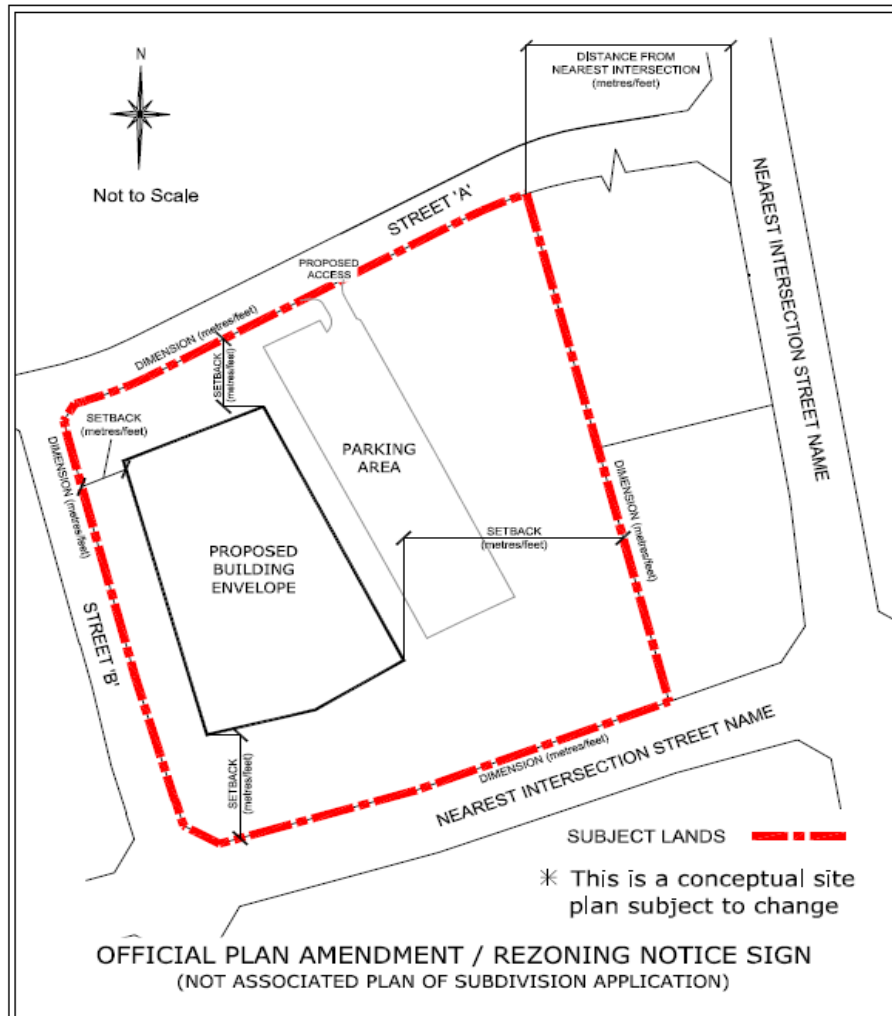 DISTANCE FROM
NEAREST INTERSECTION
(metres/feet)
N
Not to Scale
STREET 'A'
NEAREST INTERSECTION STREET NAME
PROPOSED
ACCESS
DIMENSION (metres/feet)
SETBACK
(metres/feet)
SETBACK
(metres/feet)
DIMENSION (metres/feet)
PARKING
AREA
DIMENSION (metres/feet)
SETBACK
(metres/feet)
PROPOSED
BUILDING
ENVELOPE
STREET 'B'
SETBACK
(metres/feet)
DIMENSION (metres/feet)
NEAREST INTERSECTION STREET NAME
SUBJECT LANDS
* This is a conceptual site
plan subject to change
OFFICIAL PLAN AMENDMENT / REZONING NOTICE SIGN
(NOT ASSOCIATED PLAN OF SUBDIVISION APPLICATION)